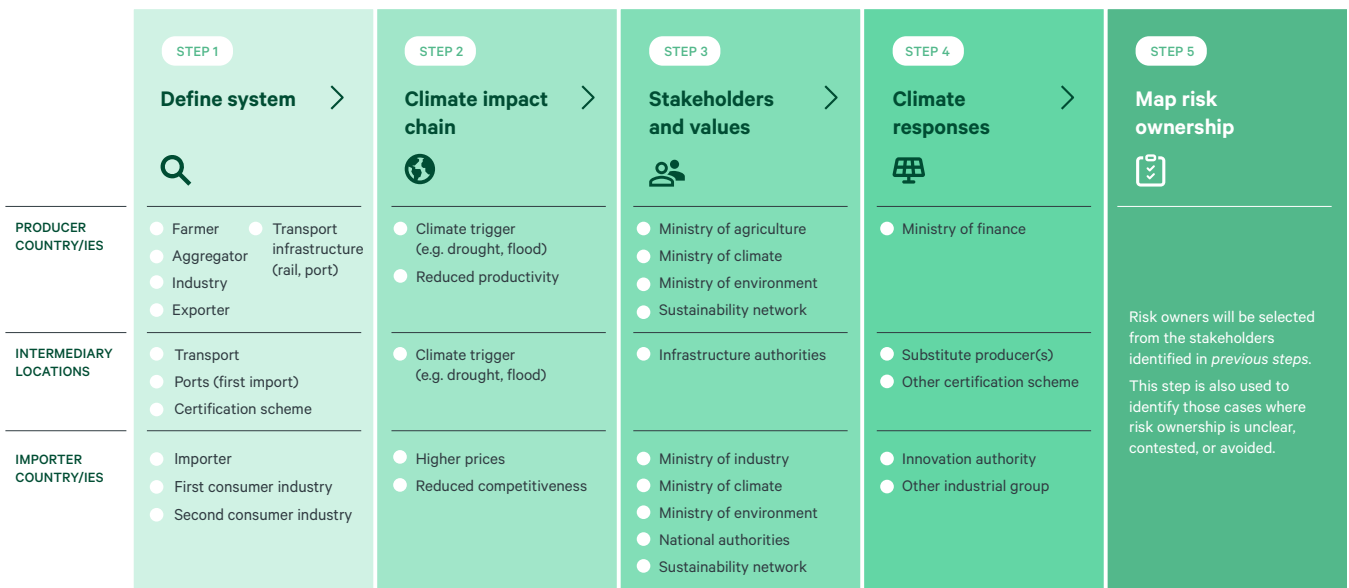 STEP 1
Define system
STEP 2
Climate impact
chain
STEP 3
Stakeholders
and values
STEP 4
Climate
responses
STEP 5
Map risk
ownership
PRODUCER
COUNTRY/IES
Farmer
Aggregator
Industry
Exporter
Transport
infrastructure
(rail, port)
Climate trigger
(e.g. drought, flood)
Reduced productivity
Ministry of agriculture
Ministry of climate
Ministry of environment
Sustainability network
Ministry of finance
INTERMEDIARY
LOCATIONS
Transport
Ports (first import)
Certification scheme
Climate trigger
(e.g. drought, flood)
Infrastructure authorities
Substitute producer(s)
Other certification scheme
IMPORTER
COUNTRY/IES
Importer
First consumer industry
Second consumer industry
Higher prices
Reduced competitiveness
Ministry of industry
Ministry of climate
Ministry of environment
National authorities
Sustainability network
Innovation authority
Other industrial group
Risk owners will be selected
from the stakeholders
identified in previous steps.
This step is also used to
identify those cases where
risk ownership is unclear,
contested, or avoided.